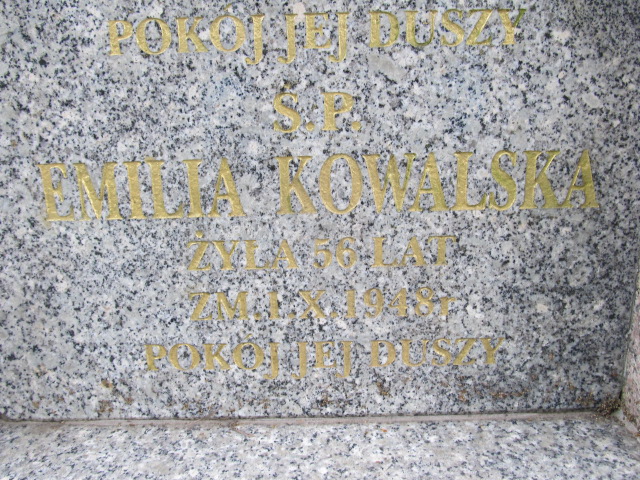 POKÓJ JEJ DUSZY
Ś.P.
EMILIA KOWALSKA
ŻYŁA 56 LAT
ZM.1.X.1948r
POKÓJ JEJ DUSZY